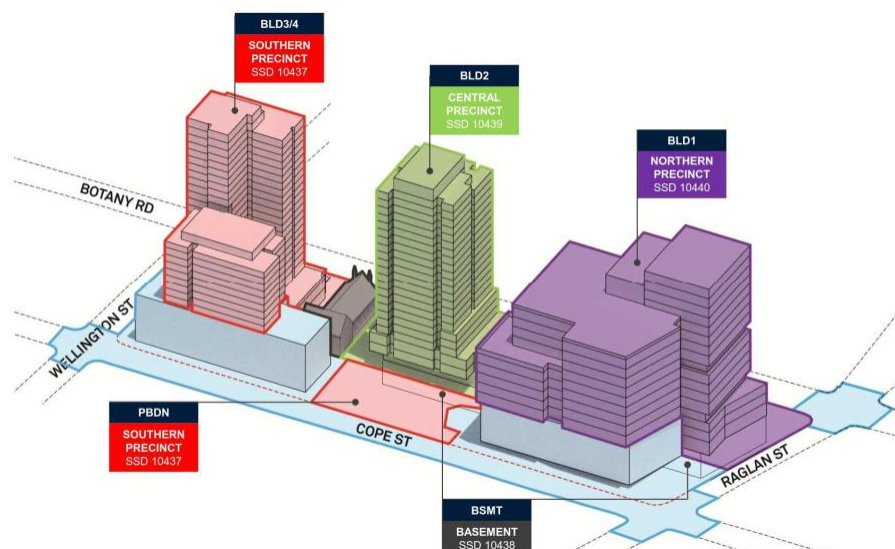 BLD3/4
SOUTHERN
PRECINCT
SSD 10437
BLD2
CENTRAL
PRECINCT
SSD 10439
BLD1
NORTHERN
PRECINCT
SSD 10440
BOTANY RD
WELLINGTON ST
PBDN
SOUTHERN
PRECINCT
SSD 10437
COPE ST
RAGLAN ST
BSMT
BASEMENT
SSD 10438